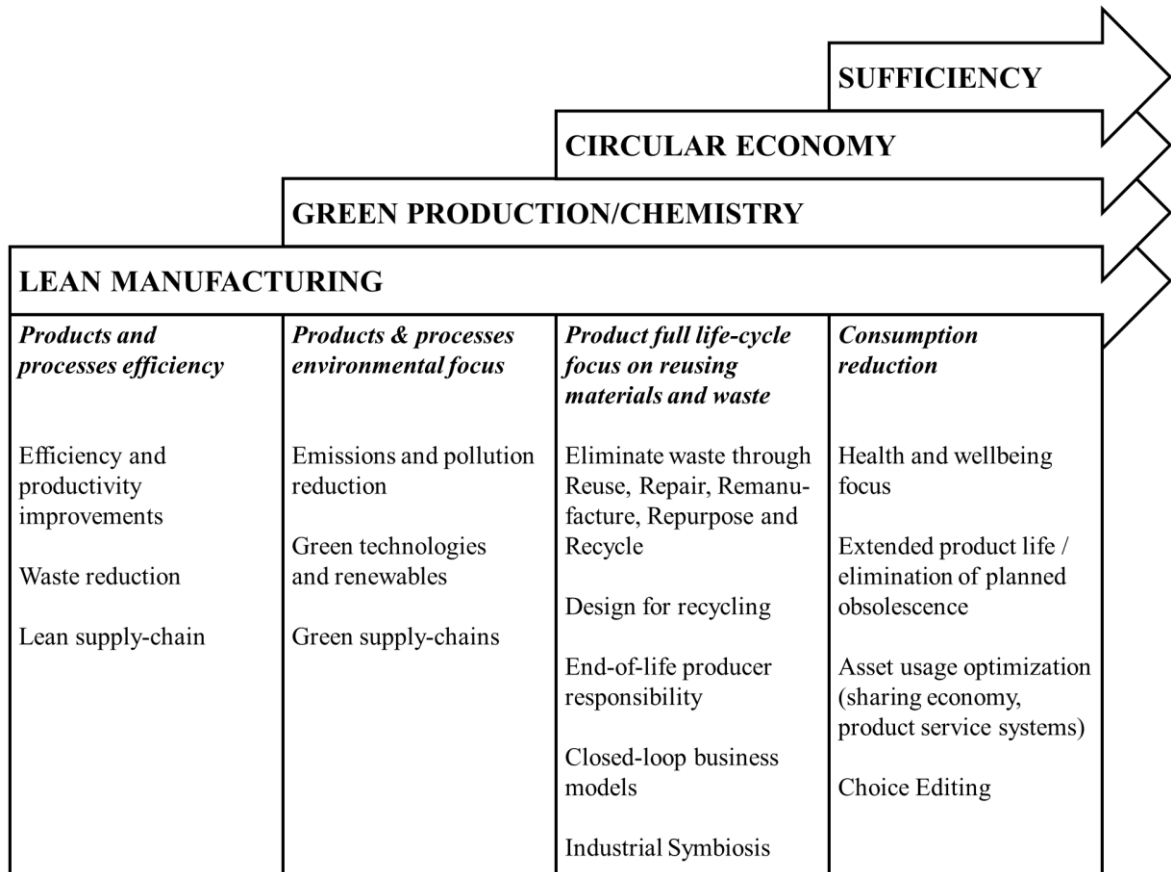 SUFFICIENCY
CIRCULAR ECONOMY
GREEN PRODUCTION/CHEMISTRY
LEAN MANUFACTURING
Products and
processes efficiency
Efficiency and
productivity
improvements
Waste reduction
Lean supply-chain
Products & processes
environmental focus
Emissions and pollution
reduction
Green technologies
and renewables
Green supply-chains
Product full life-cycle
focus on reusing
materials and waste
Eliminate waste through
Reuse, Repair, Remanu-
facture, Repurpose and
Recycle
Design for recycling
End-of-life producer
responsibility
Closed-loop business
models
Industrial Symbiosis
Consumption
reduction
Health and wellbeing
focus
Extended product life /
elimination of planned
obsolescence
Asset usage optimization
(sharing economy,
product service systems)
Choice Editing